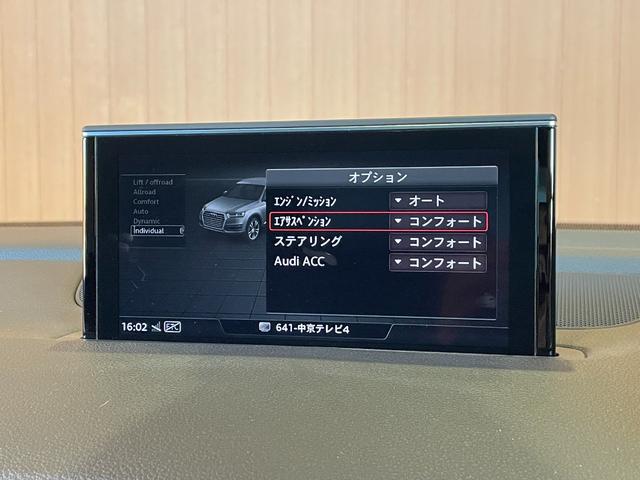 オプション
Lift / offroad
Allroad
Comfort
Auto
Dynamic
Individual
ｴﾝｼﾞﾝ/ﾐｯｼｮﾝ オート
ｴｱｻｽﾍﾟﾝｼｮﾝ コンフォート
ステアリング コンフォート
Audi ACC コンフォート
16:02
641-中京テレビ4